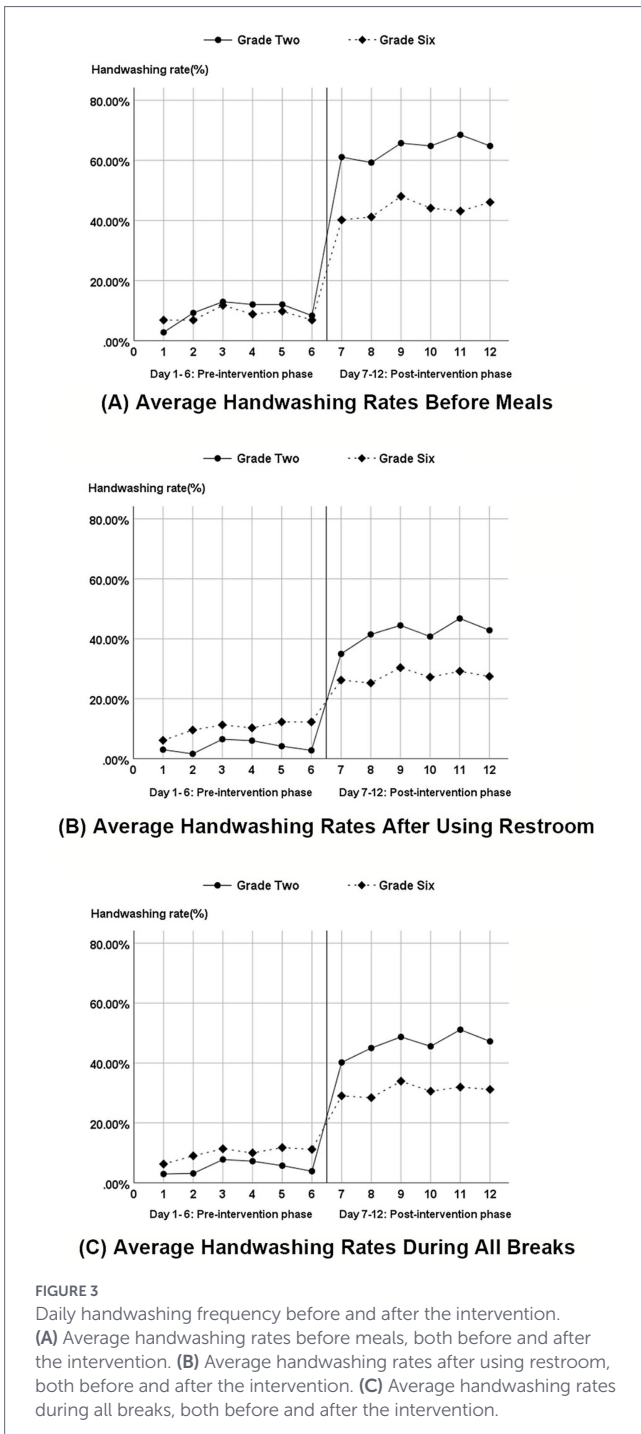 Grade Two Grade Six
Handwashing rate(%)
80.00%
60.00%
40.00%
20.00%
.00%
0 1 2 3 4 5 6 7 8 9 10 11 12
Day 1- 6: Pre-intervention phase Day 7-12: Post-intervention phase
(A) Average Handwashing Rates Before Meals
Grade Two Grade Six
Handwashing rate(%)
80.00%
60.00%
40.00%
20.00%
.00%
0 1 2 3 4 5 6 7 8 9 10 11 12
Day 1- 6: Pre-intervention phase Day 7-12: Post-intervention phase
(B) Average Handwashing Rates After Using Restroom
Grade Two Grade Six
Handwashing rate(%)
80.00%
60.00%
40.00%
20.00%
.00%
0 1 2 3 4 5 6 7 8 9 10 11 12
Day 1- 6: Pre-intervention phase Day 7-12: Post-intervention phase
(C) Average Handwashing Rates During All Breaks
FIGURE 3
Daily handwashing frequency before and after the intervention.
(A) Average handwashing rates before meals, both before and after
the intervention. (B) Average handwashing rates after using restroom,
both before and after the intervention. (C) Average handwashing rates
during all breaks, both before and after the intervention.